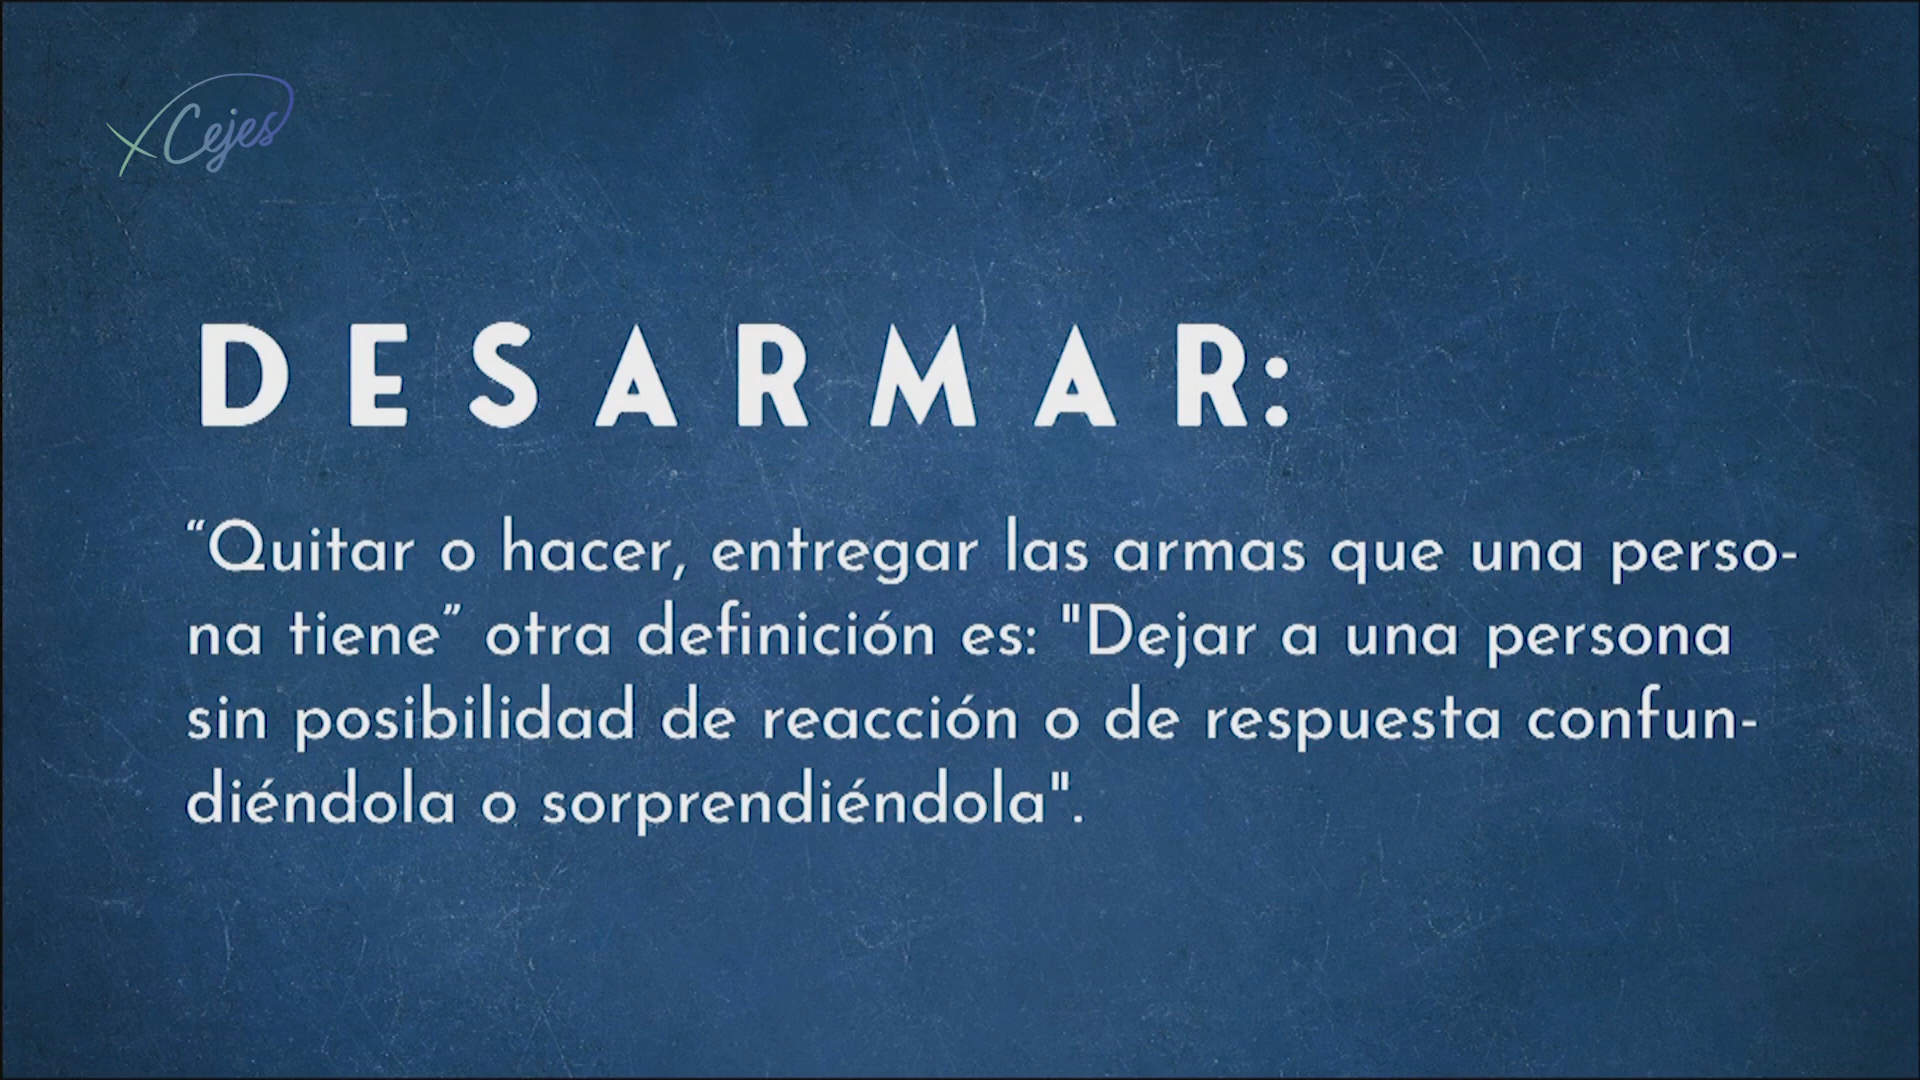 Cejes
DESARMAR:
“Quitar o hacer, entregar las armas que una perso-
na tiene” otra definición es: "Dejar a una persona
sin posibilidad de reacción o de respuesta confun-
diéndola o sorprendiéndola".